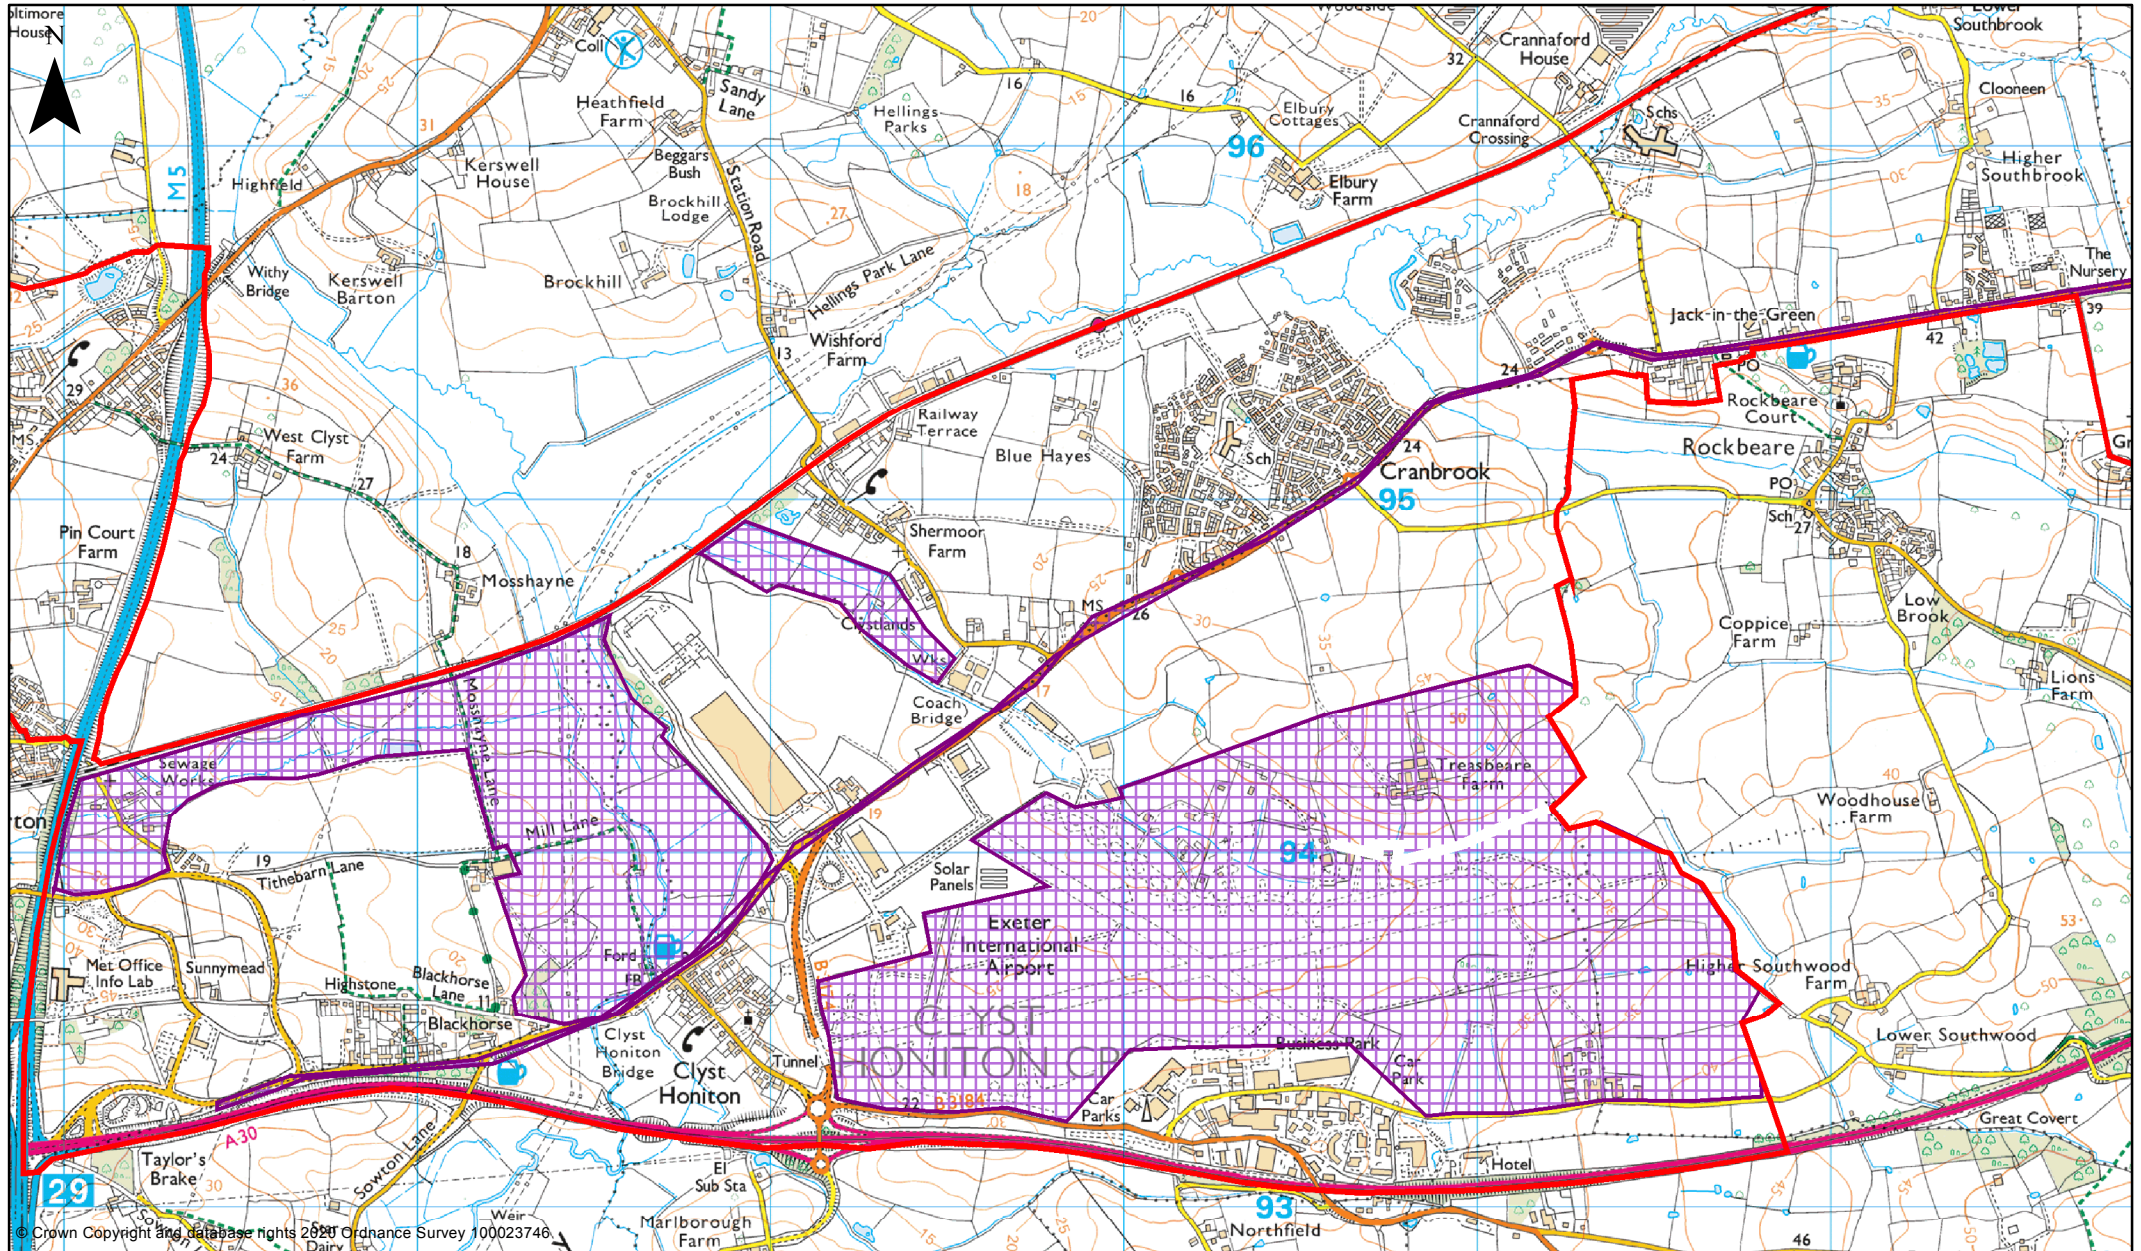 oltimore
House
N
Coll
Sandy
Lane
Heathfield
Farm
Hellings
Parks
Woodside
Crannaford
House
Lower
Southbrook
Clooneen
Schs
Elbury
Cottages
Crannaford
Crossing
Higher
Southbrook
The
Nursery
M5
Highfield
Kerswell
House
Beggars
Bush
Brockhill
Lodge
Station Road
96
Elbury
Farm
Withy
Bridge
Kerswell
Barton
Brockhill
Hellings Park Lane
Wishford
Farm
Jack-in-the-Green
PO
Rockbeare
Court
Rockbeare
MS
West Clyst
Farm
Railway
Terrace
Blue Hayes
Sch
Cranbrook
95
PO
Sch
Pin Court
Farm
Mosshayne
Shermoor
Farm
MS
Clystlands
Wks
Coach
Bridge
Coppice
Farm
Low
Brook
Lions
Farm
Sewage
Works
Mosshayne Lane
Mill Lane
Tithebarn Lane
Treasbeare
Farm
Woodhouse
Farm
94
Solar
Panels
Exeter
International
Airport
Met Office
Info Lab
Sunnymead
Highstone
Blackhorse
Lane
Blackhorse
Ford
FB
Clyst
Honiton
Bridge
Clyst
Honiton
Tunnel
CLYST
HONITON CP
Business Park
Car
Park
Car
Parks
B3184
Higher Southwood
Farm
Lower Southwood
Great Covert
A30
Taylor's
Brake
29
Sowton Lane
El
Sub Sta
Weir
Marlborough
Farm
Hotel
93
Northfield
Star
Dairy
© Crown Copyright and database rights 2020 Ordnance Survey 100023746